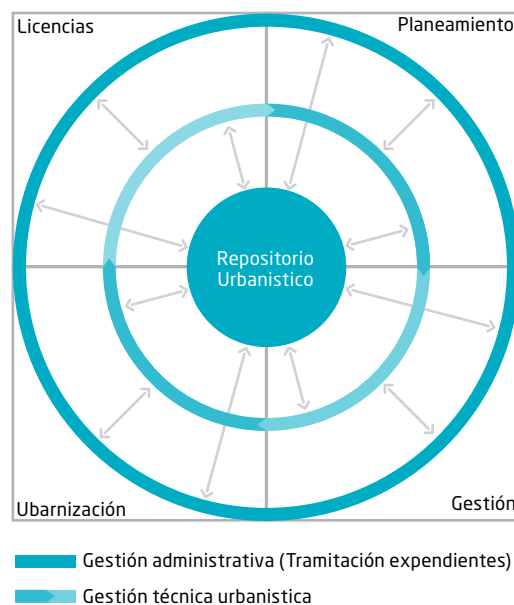 Licencias
Planeamiento
Repositorio
Urbanistico
Ubarnización
Gestión
Gestión administrativa (Tramitación expendientes)
Gestión técnica urbanistica